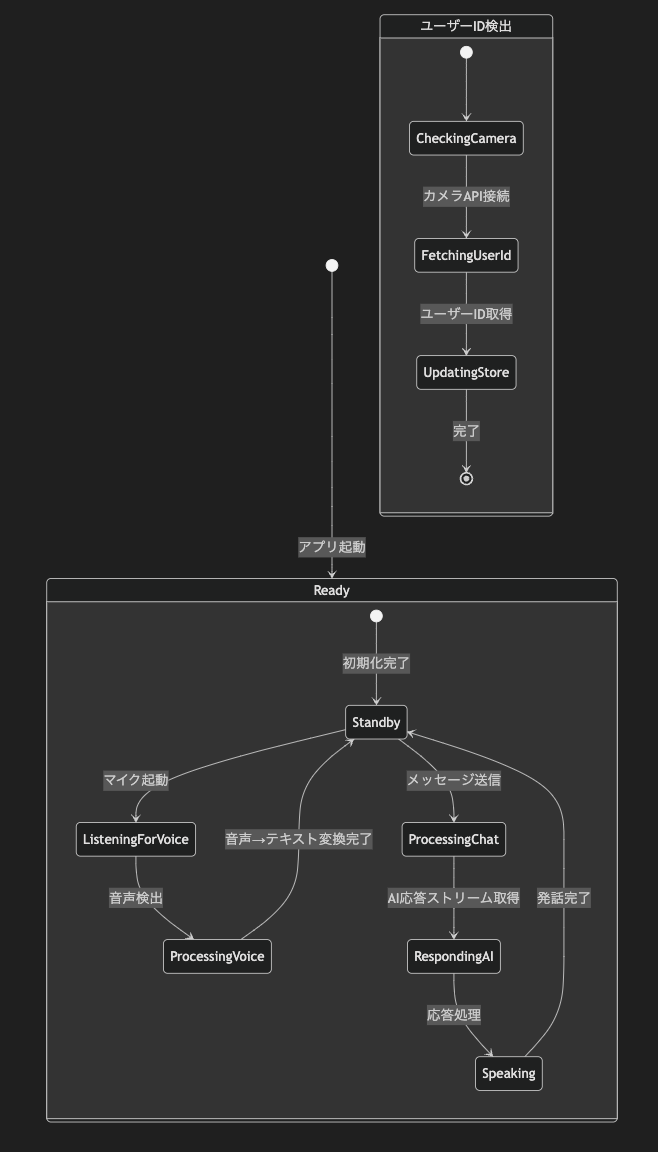 ユーザーID検出
CheckingCamera
カメラAPI接続
FetchingUserId
ユーザーID取得
UpdatingStore
完了
アプリ起動
Ready
初期化完了
Standby
マイク起動
メッセージ送信
ListeningForVoice
音声→テキスト変換完了
ProcessingChat
音声検出
AI応答ストリーム取得
発話完了
ProcessingVoice
RespondingAI
応答処理
Speaking